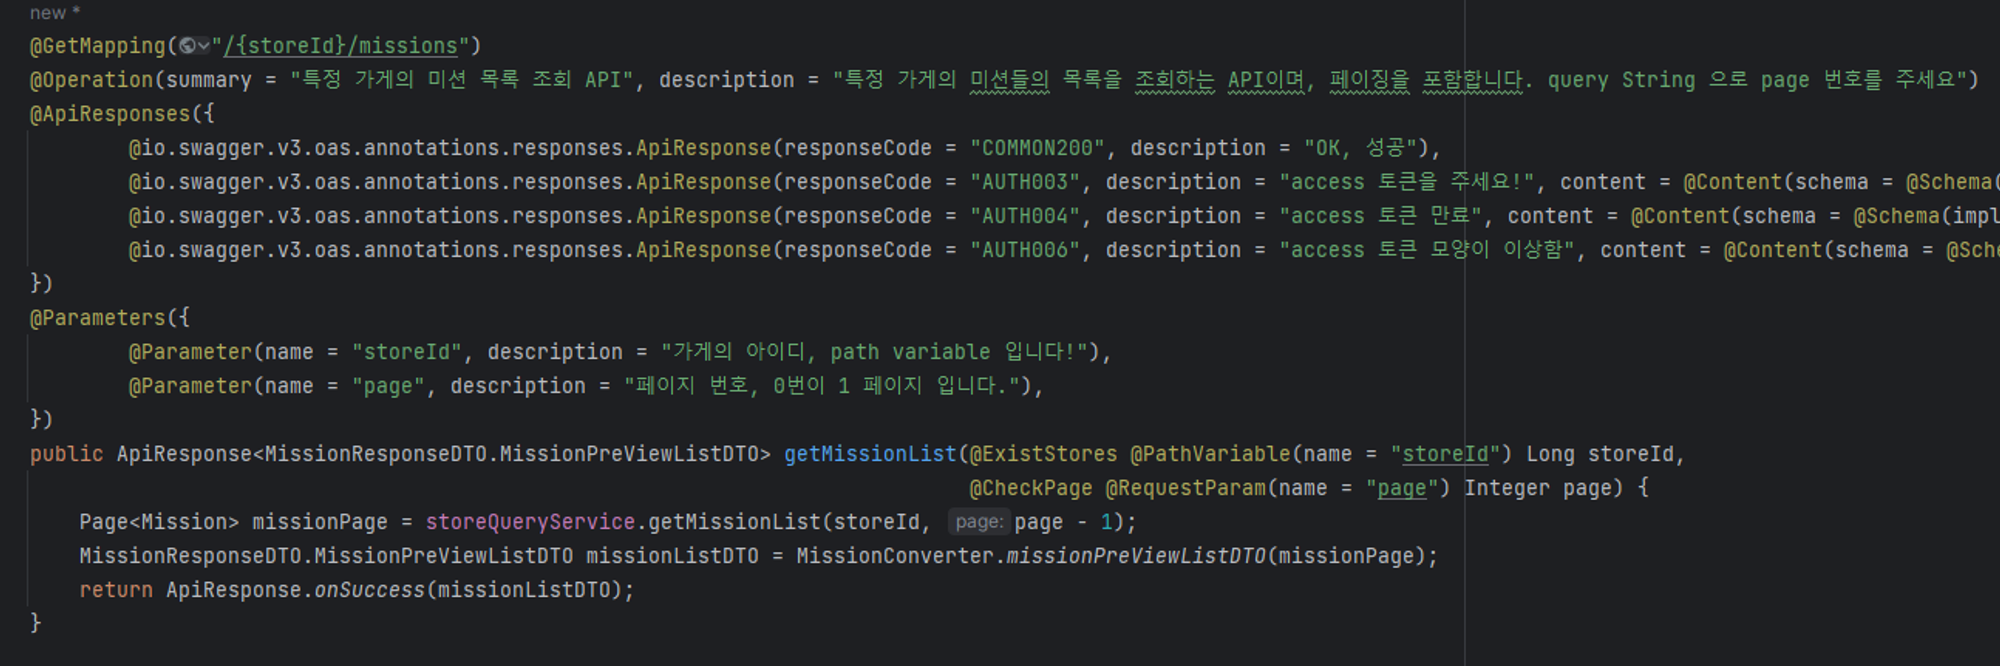 new *
@GetMapping("/{storeId}/missions")
@Operation(summary = "특정 가게의 미션 목록 조회 API", description = "특정 가게의 미션들의 목록을 조회하는 API이며, 페이징을 포함합니다. query String 으로 page 번호를 주세요")
@ApiResponses({
@io.swagger.v3.oas.annotations.responses.ApiResponse(responseCode = "COMMON200", description = "OK, 성공"),
@io.swagger.v3.oas.annotations.responses.ApiResponse(responseCode = "AUTH003", description = "access 토큰을 주세요!", content = @Content(schema = @Schema(
@io.swagger.v3.oas.annotations.responses.ApiResponse(responseCode = "AUTH004", description = "access 토큰 만료", content = @Content(schema = @Schema(impl
@io.swagger.v3.oas.annotations.responses.ApiResponse(responseCode = "AUTH006", description = "access 토큰 모양이 이상함", content = @Content(schema = @Sche
})
@Parameters({
@Parameter(name = "storeId", description = "가게의 아이디, path variable 입니다!"),
@Parameter(name = "page", description = "페이지 번호, 0번이 1 페이지 입니다."),
})
public ApiResponse<MissionResponseDTO.MissionPreViewListDTO> getMissionList(@ExistStores @PathVariable(name = "storeId") Long storeId,
@CheckPage @RequestParam(name = "page") Integer page) {
Page<Mission> missionPage = storeQueryService.getMissionList(storeId, page: page - 1);
MissionResponseDTO.MissionPreViewListDTO missionListDTO = MissionConverter.missionPreViewListDTO(missionPage);
return ApiResponse.onSuccess(missionListDTO);
}